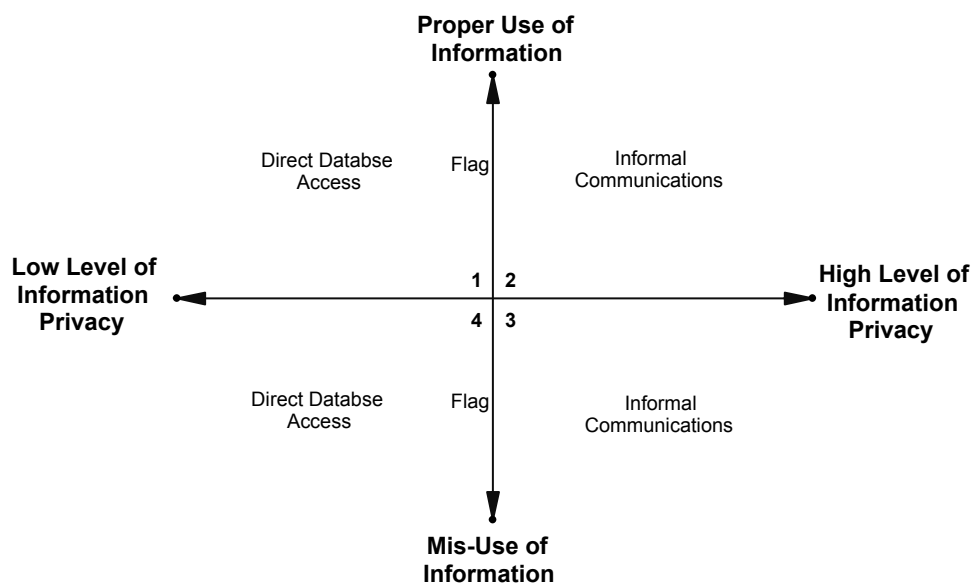 Proper Use of
Information
Direct Databse
Access
Flag
Informal
Communications
Low Level of
Information
Privacy
1
2
High Level of
Information
Privacy
4
3
Direct Databse
Access
Flag
Informal
Communications
Mis-Use of
Information